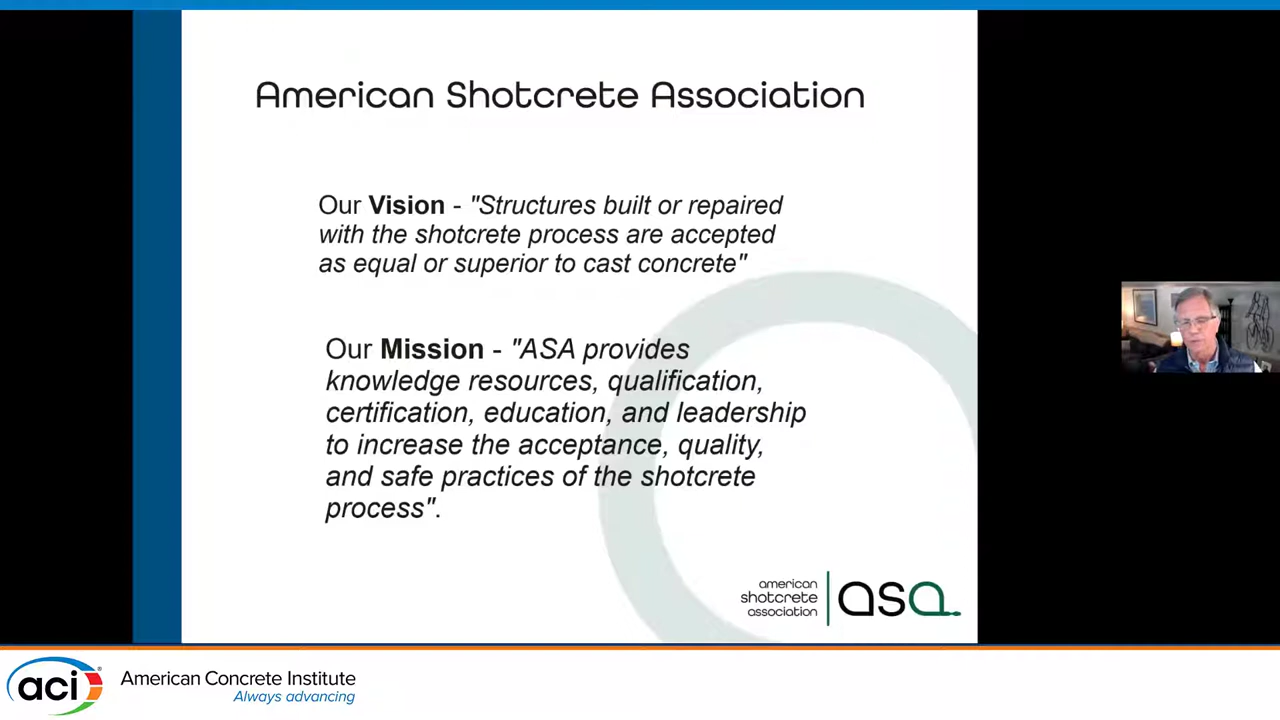 American Shotcrete Association
Our Vision - "Structures built or repaired
with the shotcrete process are accepted
as equal or superior to cast concrete"
Our Mission - "ASA provides
knowledge resources, qualification,
certification, education, and leadership
to increase the acceptance, quality,
and safe practices of the shotcrete
process".
american
shotcrete
association
asa
aci®
American Concrete Institute
Always advancing